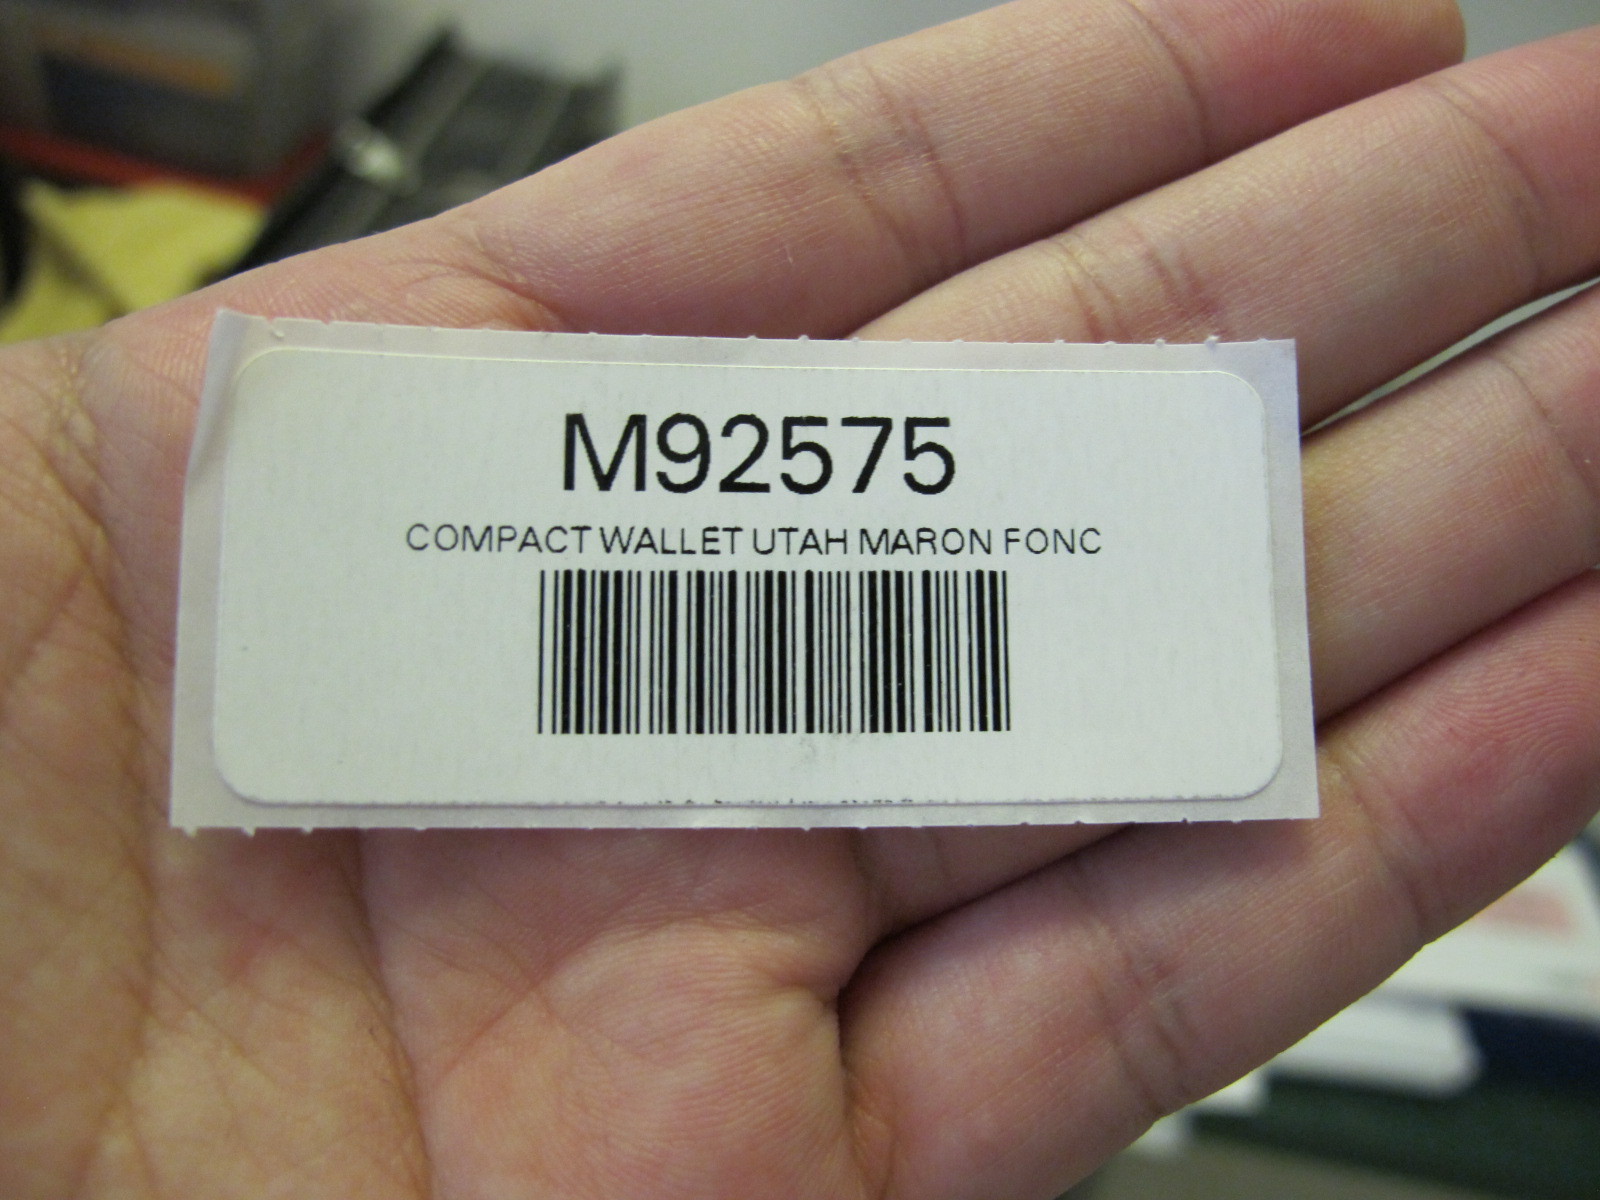 M92575
COMPACT WALLET UTAH MARON FONC